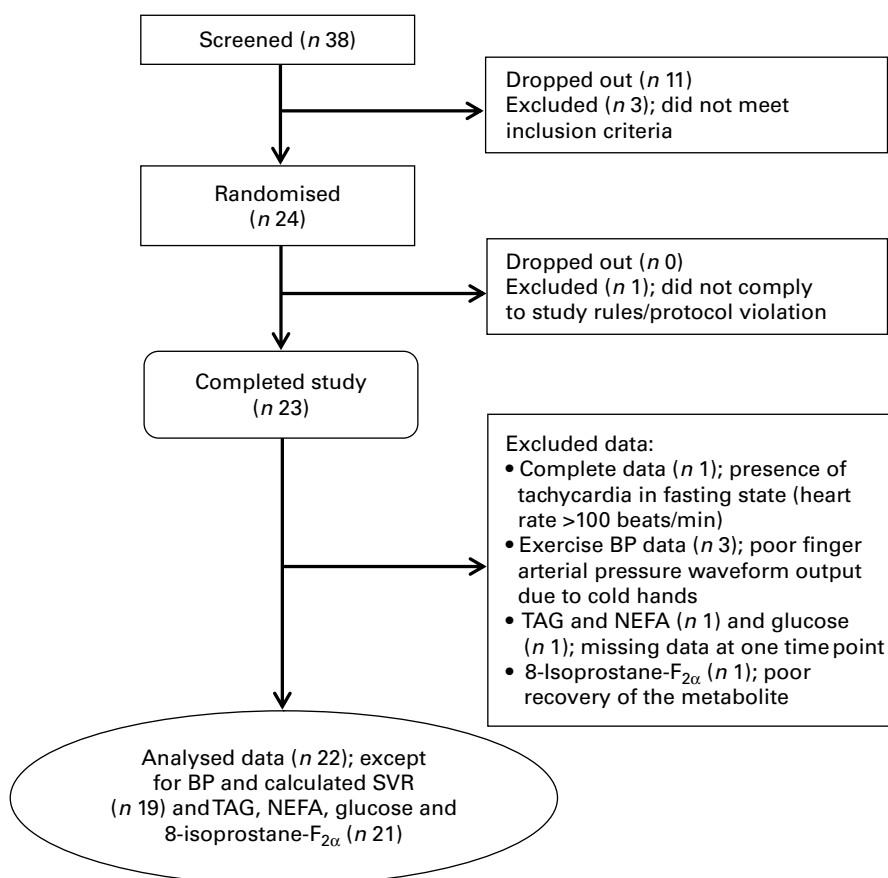 Screened (n 38)
Dropped out (n 11)
Excluded (n 3); did not meet
inclusion criteria
Randomised
(n 24)
Dropped out (n 0)
Excluded (n 1); did not comply
to study rules/protocol violation
Completed study
(n 23)
Excluded data:
• Complete data (n 1); presence of
tachycardia in fasting state (heart
rate >100 beats/min)
• Exercise BP data (n 3); poor finger
arterial pressure waveform output
due to cold hands
• TAG and NEFA (n 1) and glucose
(n 1); missing data at one time point
• 8-Isoprostane-F2α (n 1); poor
recovery of the metabolite
Analysed data (n 22); except
for BP and calculated SVR
(n 19) and TAG, NEFA, glucose and
8-isoprostane-F2α (n 21)